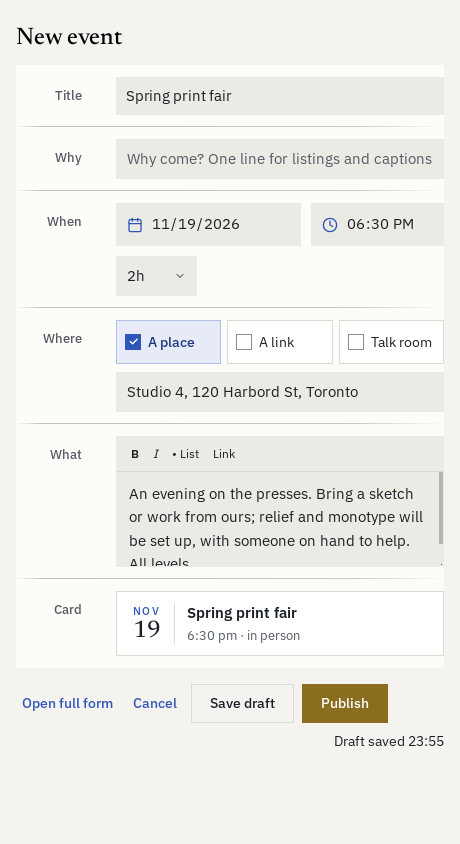 New event
Title
Spring print fair
Why
Why come? One line for listings and captions
When
11/19/2026
06:30 PM
2h
Where
A place
A link
Talk room
Studio 4, 120 Harbord St, Toronto
What
B I • List Link
An evening on the presses. Bring a sketch
or work from ours; relief and monotype will
be set up, with someone on hand to help.
All levels
Card
NOV
19
Spring print fair
6:30 pm · in person
Open full form
Cancel
Save draft
Publish
Draft saved 23:55